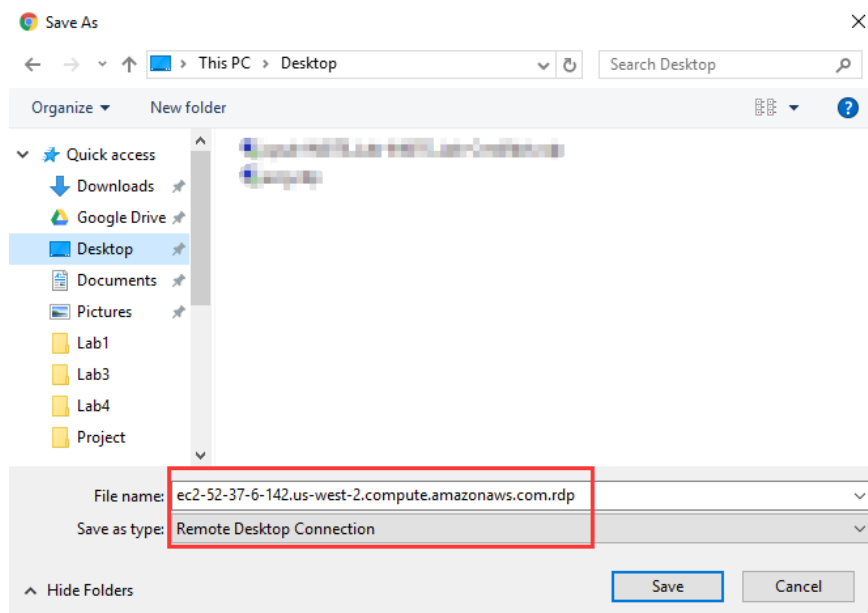 Save As
This PC > Desktop
Search Desktop
Organize
New folder
?
Quick access
Downloads
Google Drive
Desktop
Documents
Pictures
Lab1
Lab3
Lab4
Project
File name: ec2-52-37-6-142.us-west-2.compute.amazonaws.com.rdp
Save as type: Remote Desktop Connection
Hide Folders
Save
Cancel